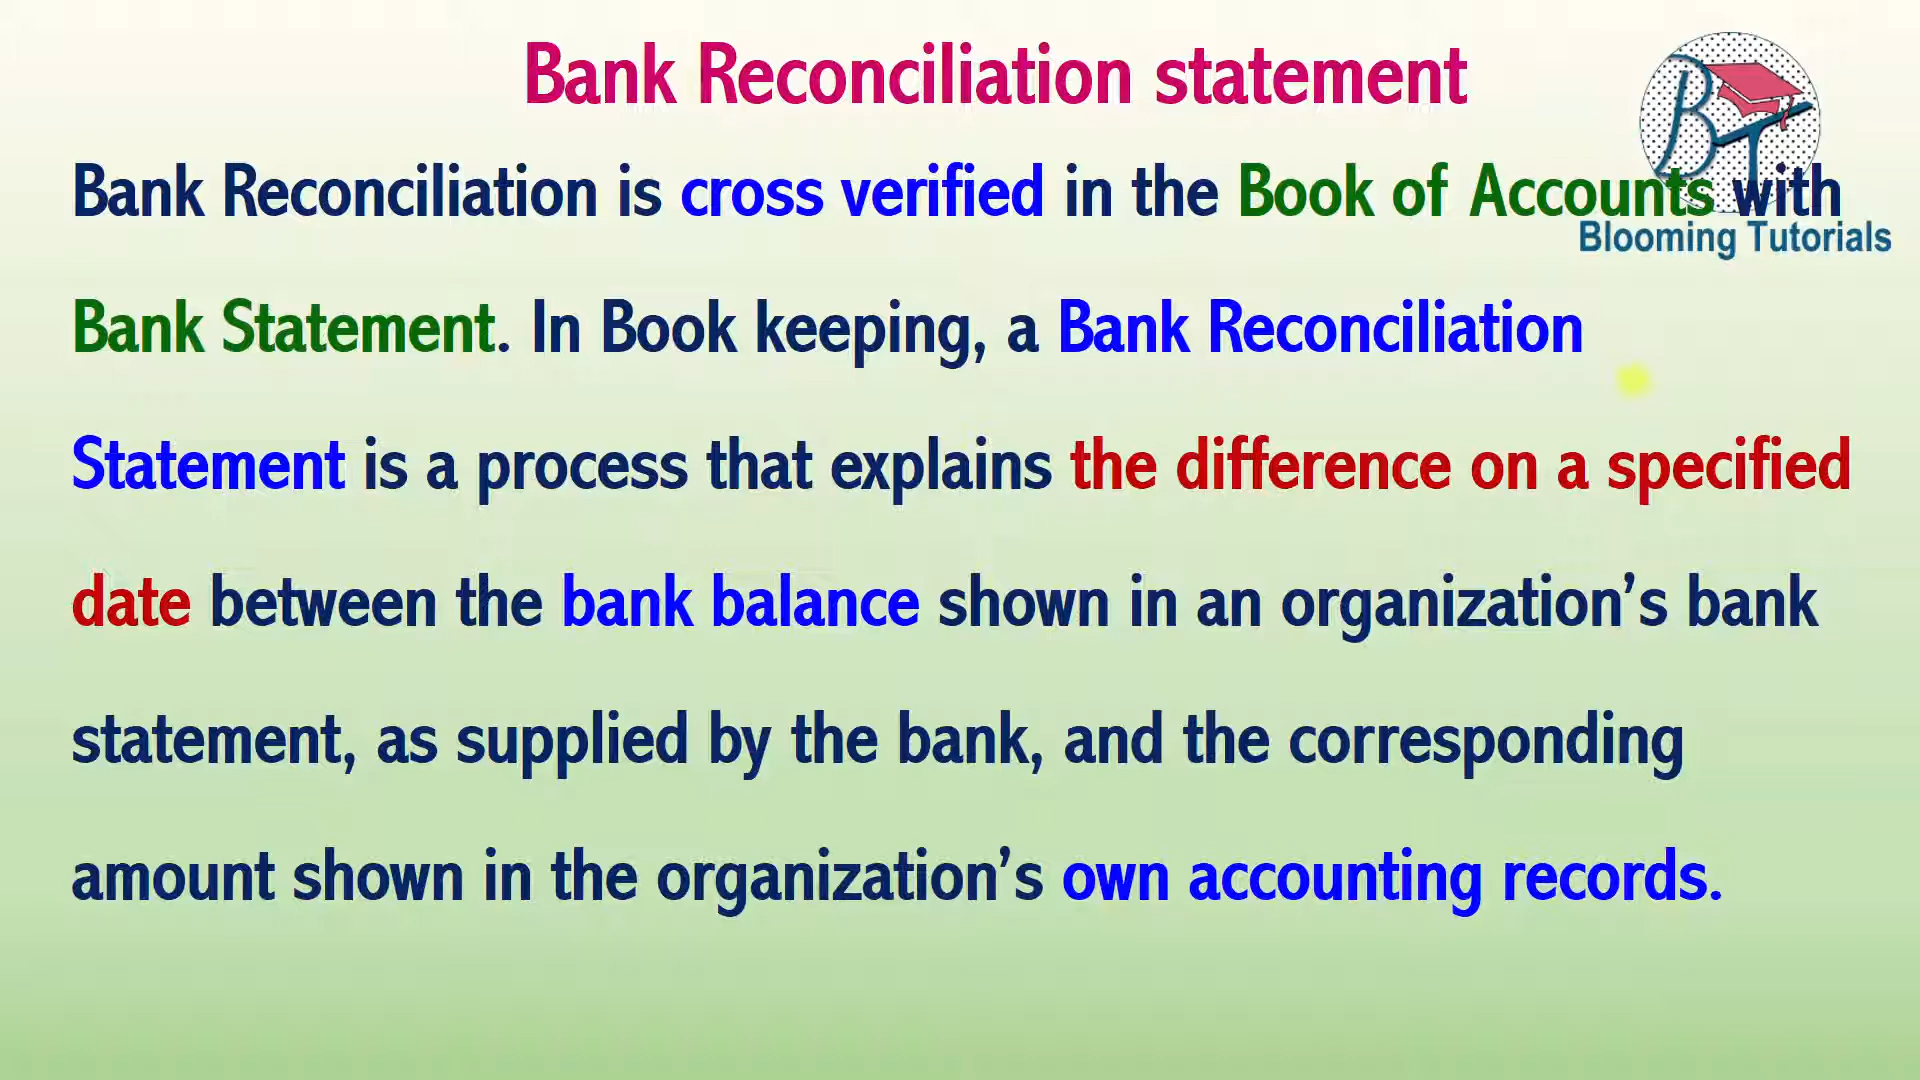 Bank Reconciliation statement
Bank Reconciliation is cross verified in the Book of Accounts with
BT
Blooming Tutorials
Bank Statement. In Book keeping, a Bank Reconciliation
Statement is a process that explains the difference on a specified
date between the bank balance shown in an organization’s bank
statement, as supplied by the bank, and the corresponding
amount shown in the organization’s own accounting records.